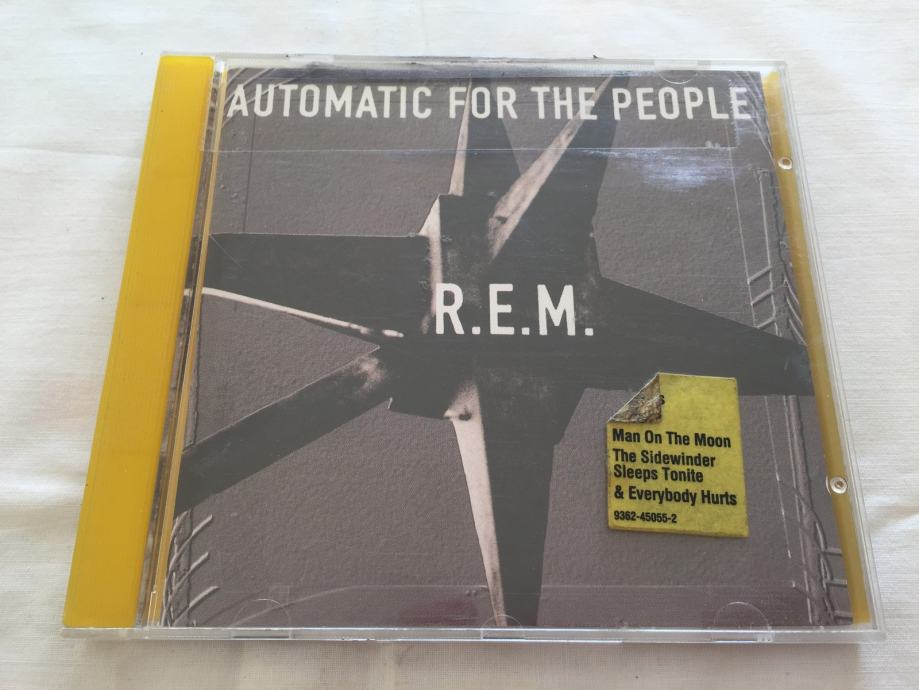 AUTOMATIC FOR THE PEOPLE
R.E.M.
Man On The Moon
The Sidewinder
Sleeps Tonite
& Everybody Hurts
9362-45055-2